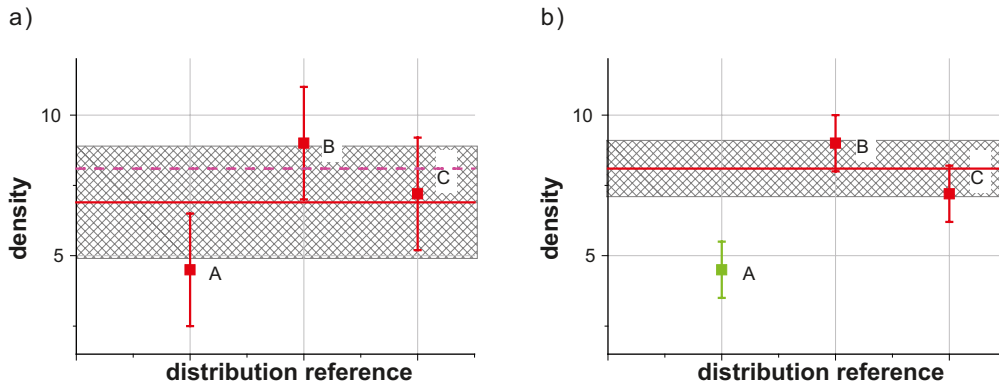 a)
density
10
5
A
B
C
distribution reference
b)
density
10
5
A
B
C
distribution reference